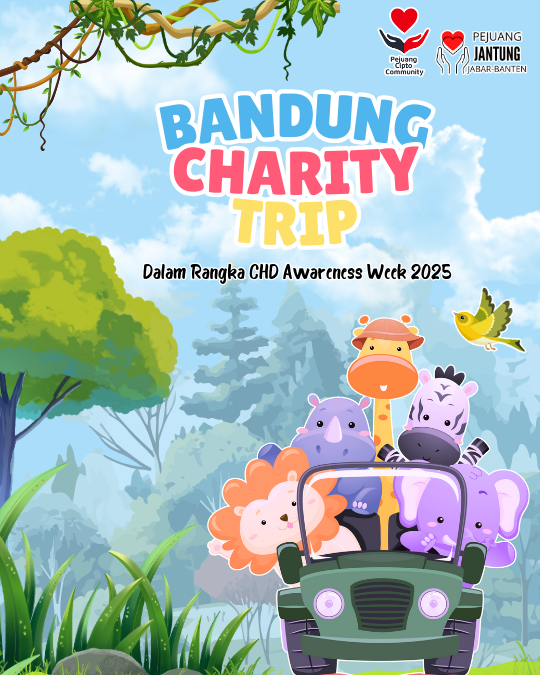 Pejuang
Cipto
Community
PEJUANG
JANTUNG
JABAR-BANTEN
BANDUNG
CHARITY
TRIP
Dalam Rangka CHD Awareness Week 2025